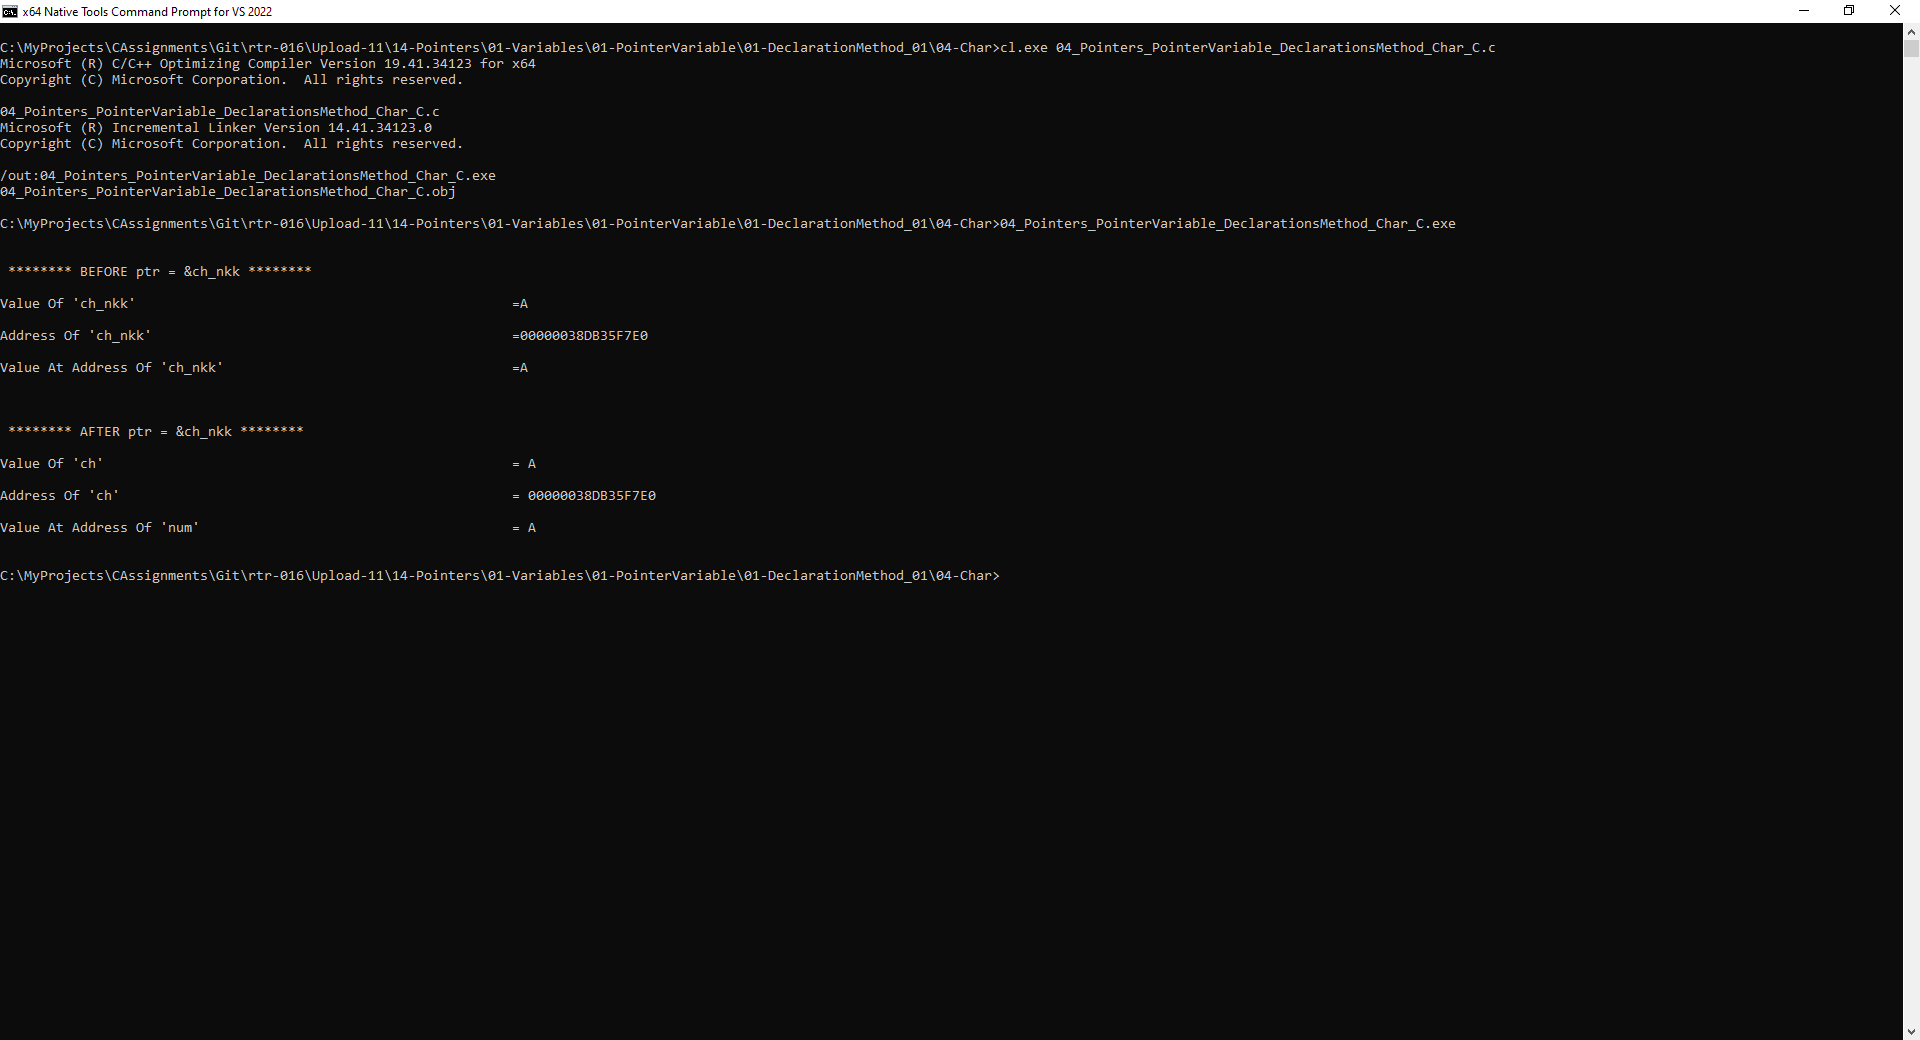 x64 Native Tools Command Prompt for VS 2022
C:\MyProjects\CAssignments\Git\rtr-016\Upload-11\14-Pointers\01-Variables\01-PointerVariable\01-DeclarationMethod_01\04-Char>cl.exe 04_Pointers_PointerVariable_DeclarationsMethod_Char_C.c
Microsoft (R) C/C++ Optimizing Compiler Version 19.41.34123 for x64
Copyright (C) Microsoft Corporation.  All rights reserved.
04_Pointers_PointerVariable_DeclarationsMethod_Char_C.c
Microsoft (R) Incremental Linker Version 14.41.34123.0
Copyright (C) Microsoft Corporation.  All rights reserved.
/out:04_Pointers_PointerVariable_DeclarationsMethod_Char_C.exe
04_Pointers_PointerVariable_DeclarationsMethod_Char_C.obj
C:\MyProjects\CAssignments\Git\rtr-016\Upload-11\14-Pointers\01-Variables\01-PointerVariable\01-DeclarationMethod_01\04-Char>04_Pointers_PointerVariable_DeclarationsMethod_Char_C.exe
******** BEFORE ptr = &ch_nkk ********
Value Of 'ch_nkk' =A
Address Of 'ch_nkk' =00000038DB35F7E0
Value At Address Of 'ch_nkk' =A
******** AFTER ptr = &ch_nkk ********
Value Of 'ch' = A
Address Of 'ch' = 00000038DB35F7E0
Value At Address Of 'num' = A
C:\MyProjects\CAssignments\Git\rtr-016\Upload-11\14-Pointers\01-Variables\01-PointerVariable\01-DeclarationMethod_01\04-Char>